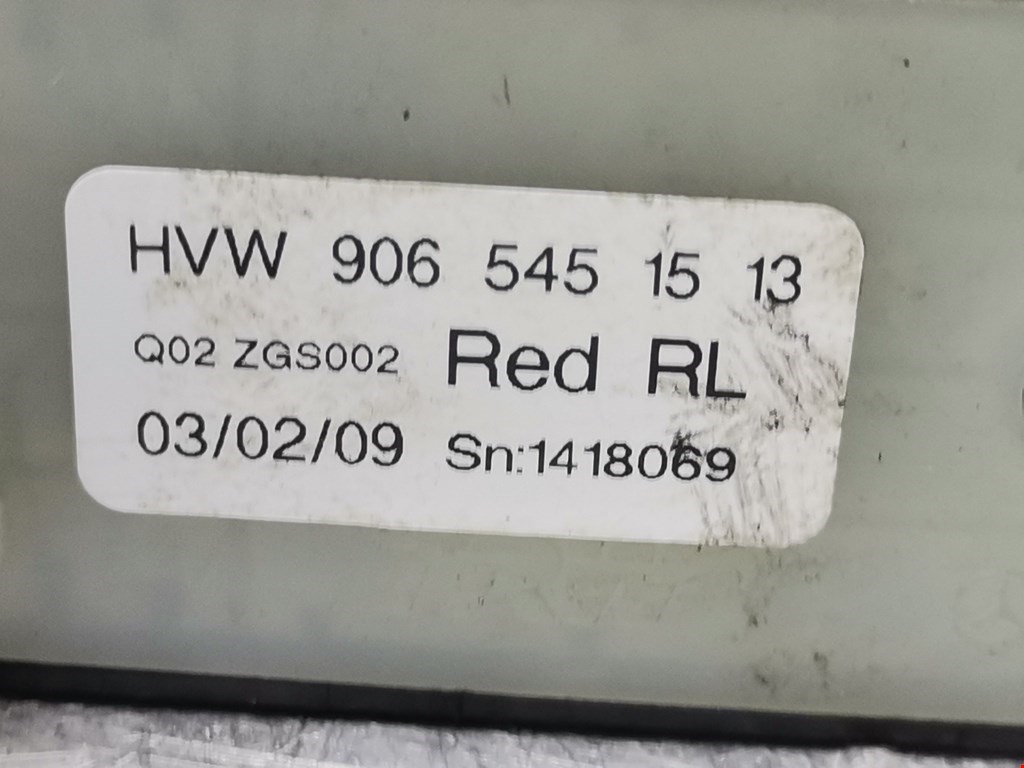 HVW 906 545 15 13
Q02 ZGS002 Red RL
03/02/09 Sn:1418069